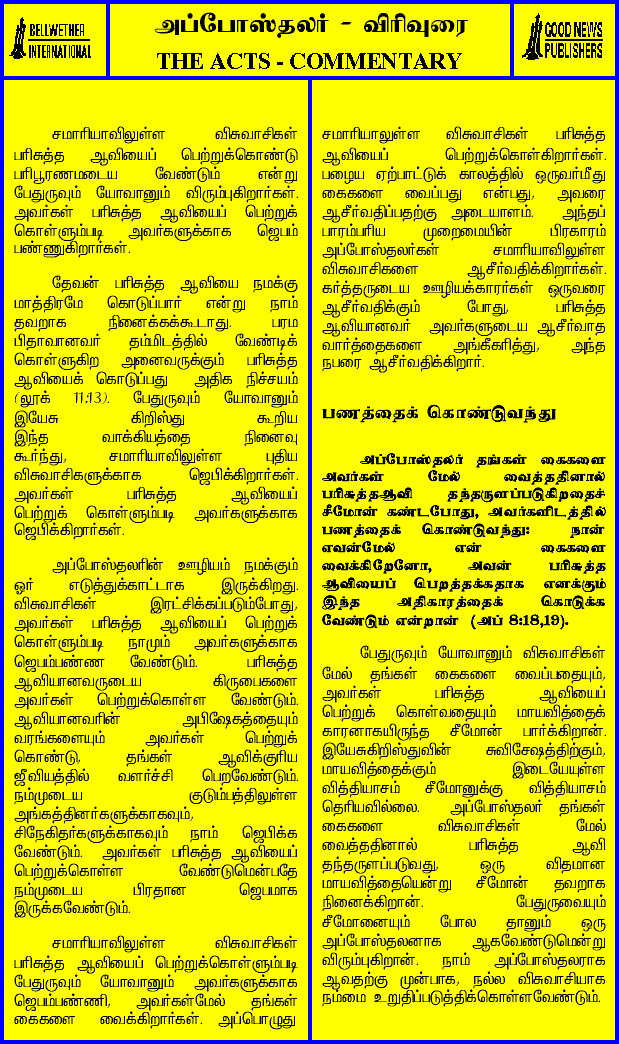 BELLWETHER
INTERNATIONAL
அப்போஸ்தலர் - விரிவுரை
THE ACTS - COMMENTARY
GOOD NEWS
PUBLISHERS
சமாரியாவிலுள்ள விசுவாசிகள்
பரிசுத்த ஆவியைப் பெற்றுக்கொண்டு
பரிபூரணமடைய வேண்டும் என்று
பேதுருவும் யோவானும் விரும்புகிறார்கள்.
அவர்கள் பரிசுத்த ஆவியைப் பெற்றுக்
கொள்ளும்படி அவர்களுக்காக ஜெபம்
பண்ணுகிறார்கள்.
தேவன் பரிசுத்த ஆவியை நமக்கு
மாத்திரமே கொடுப்பார் என்று நாம்
தவறாக நினைக்கக்கூடாது. பரம
பிதாவானவர் தம்மிடத்தில் வேண்டிக்
கொள்ளுகிற அனைவருக்கும் பரிசுத்த
ஆவியைக் கொடுப்பது அதிக நிச்சயம்
(லூக் 11:13). பேதுருவும் யோவானும்
இயேசு கிறிஸ்து கூறிய
இந்த வாக்கியத்தை நினைவு
கூர்ந்து, சமாரியாவிலுள்ள புதிய
விசுவாசிகளுக்காக ஜெபிக்கிறார்கள்.
அவர்கள் பரிசுத்த ஆவியைப்
பெற்றுக் கொள்ளும்படி அவர்களுக்காக
ஜெபிக்கிறார்கள்.
அப்போஸ்தலரின் ஊழியம் நமக்கும்
ஓர் எடுத்துக்காட்டாக இருக்கிறது.
விசுவாசிகள் இரட்சிக்கப்படும்போது,
அவர்கள் பரிசுத்த ஆவியைப் பெற்றுக்
கொள்ளும்படி நாமும் அவர்களுக்காக
ஜெபம்பண்ண வேண்டும். பரிசுத்த
ஆவியானவருடைய கிருபைகளை
அவர்கள் பெற்றுக்கொள்ள வேண்டும்.
ஆவியானவரின் அபிஷேகத்தையும்
வரங்களையும் அவர்கள் பெற்றுக்
கொண்டு, தங்கள் ஆவிக்குரிய
ஜீவியத்தில் வளர்ச்சி பெறவேண்டும்.
நம்முடைய குடும்பத்திலுள்ள
அங்கத்தினர்களுக்காகவும்,
சிநேகிதர்களுக்காகவும் நாம் ஜெபிக்க
வேண்டும். அவர்கள் பரிசுத்த ஆவியைப்
பெற்றுக்கொள்ள வேண்டுமென்பதே
நம்முடைய பிரதான ஜெபமாக
இருக்கவேண்டும்.
சமாரியாவிலுள்ள விசுவாசிகள்
பரிசுத்த ஆவியைப் பெற்றுக்கொள்ளும்படி
பேதுருவும் யோவானும் அவர்களுக்காக
ஜெபம்பண்ணி, அவர்கள்மேல் தங்கள்
கைகளை வைக்கிறார்கள். அப்பொழுது
சமாரியாலுள்ள விசுவாசிகள் பரிசுத்த
ஆவியைப் பெற்றுக்கொள்கிறார்கள்.
பழைய ஏற்பாட்டுக் காலத்தில் ஒருவர்மீது
கைகளை வைப்பது என்பது, அவரை
ஆசீர்வதிப்பதற்கு அடையாளம். அந்தப்
பாரம்பரிய முறைமையின் பிரகாரம்
அப்போஸ்தலர்கள் சமாரியாவிலுள்ள
விசுவாசிகளை ஆசீர்வதிக்கிறார்கள்.
கர்த்தருடைய ஊழியக்காரர்கள் ஒருவரை
ஆசீர்வதிக்கும் போது, பரிசுத்த
ஆவியானவர் அவர்களுடைய ஆசீர்வாத
வார்த்தைகளை அங்கீகரித்து, அந்த
நபரை ஆசீர்வதிக்கிறார்.
பணத்தைக் கொண்டுவந்து
அப்போஸ்தலர் தங்கள் கைகளை
அவர்கள் மேல் வைத்ததினால்
பரிசுத்தஆவி தந்தருளப்படுகிறதைச்
சீமோன் கண்டபோது, அவர்களிடத்தில்
பணத்தைக் கொண்டுவந்து: நான்
எவன்மேல் என் கைகளை
வைக்கிறேனோ, அவன் பரிசுத்த
ஆவியைப் பெறத்தக்கதாக எனக்கும்
இந்த அதிகாரத்தைக் கொடுக்க
வேண்டும் என்றான் (அப் 8:18,19).
பேதுருவும் யோவானும் விசுவாசிகள்
மேல் தங்கள் கைகளை வைப்பதையும்,
அவர்கள் பரிசுத்த ஆவியைப்
பெற்றுக் கொள்வதையும் மாயவித்தைக்
காரனாகயிருந்த சீமோன் பார்க்கிறான்.
இயேசுகிறிஸ்துவின் சுவிசேஷத்திற்கும்,
மாயவித்தைக்கும் இடையேயுள்ள
வித்தியாசம் சீமோனுக்கு வித்தியாசம்
தெரியவில்லை. அப்போஸ்தலர் தங்கள்
கைகளை விசுவாசிகள் மேல்
வைத்ததினால் பரிசுத்த ஆவி
தந்தருளப்படுவது, ஒரு விதமான
மாயவித்தையென்று சீமோன் தவறாக
நினைக்கிறான். பேதுருவையும்
சீமோனையும் போல தானும் ஒரு
அப்போஸ்தலனாக ஆகவேண்டுமென்று
விரும்புகிறான். நாம் அப்போஸ்தலராக
ஆவதற்கு முன்பாக, நல்ல விசுவாசியாக
நம்மை உறுதிப்படுத்திக்கொள்ளவேண்டும்.